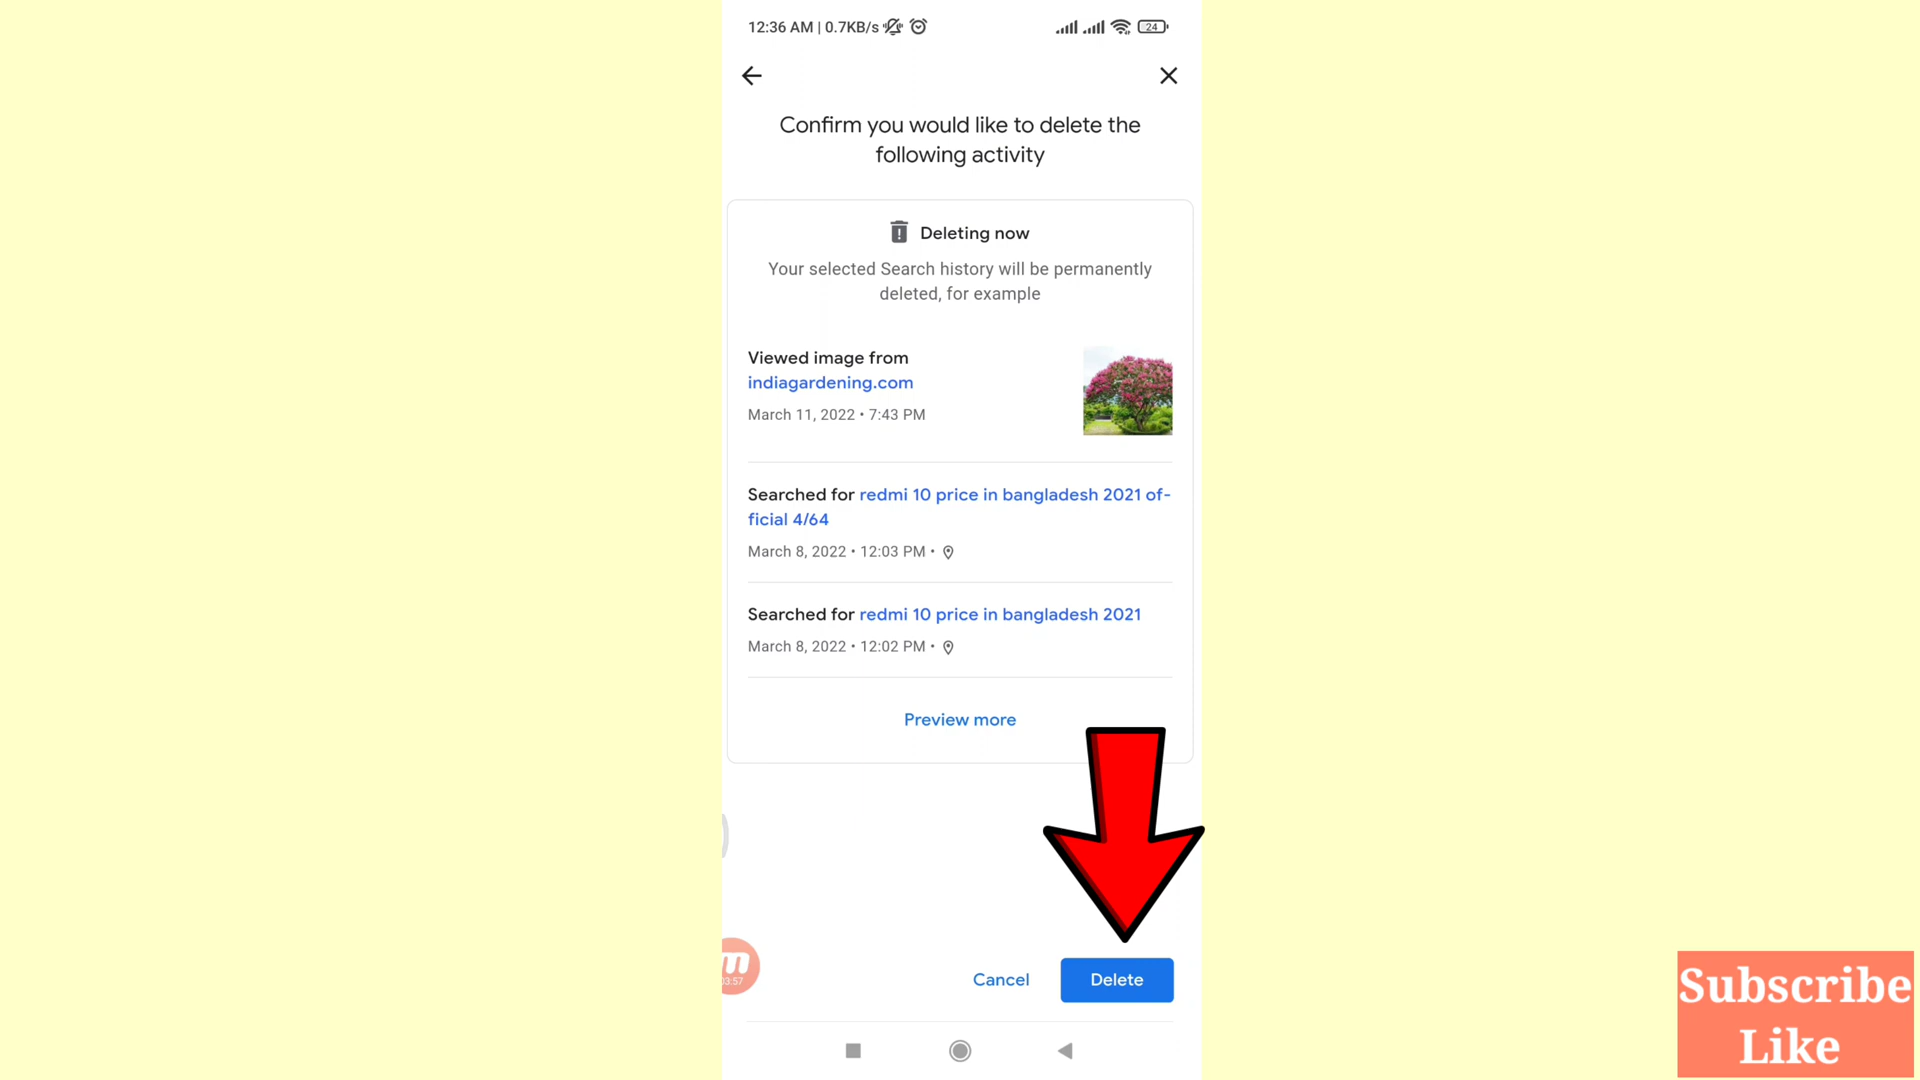 12:36 AM | 0.7KB/s 24
Confirm you would like to delete the
following activity
Deleting now
Your selected Search history will be permanently
deleted, for example
Viewed image from
indiagardening.com
March 11, 2022 • 7:43 PM
Searched for redmi 10 price in bangladesh 2021 of-
ficial 4/64
March 8, 2022 • 12:03 PM •
Searched for redmi 10 price in bangladesh 2021
March 8, 2022 • 12:02 PM •
Preview more
03:57
Cancel Delete
Subscribe
Like